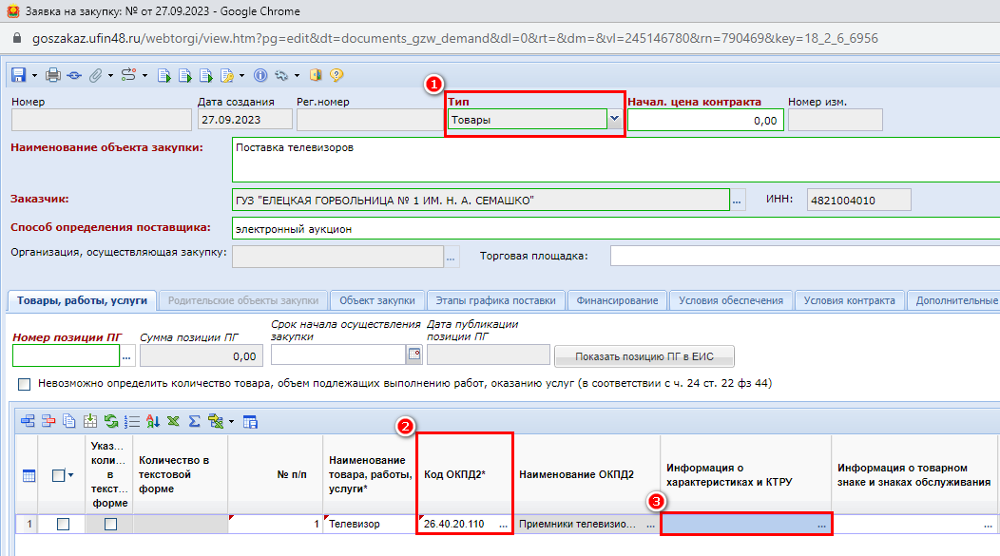 Заявка на закупку: № от 27.09.2023 - Google Chrome
goszakaz.ufin48.ru/webtorgi/view.htm?pg=edit&dt=documents_gzw_demand&dl=0&rt=&dm=&vl=245146780&rn=790469&key=18_2_6_6956
1
Номер
Дата создания
Рег.номер
Тип
Начал. цена контракта
Номер изм.
27.09.2023
Товары
0,00
Наименование объекта закупки:
Поставка телевизоров
Заказчик:
ГУЗ "ЕЛЕЦКАЯ ГОРБОЛЬНИЦА № 1 ИМ. Н. А. СЕМАШКО"
...
ИНН:
4821004010
Способ определения поставщика:
электронный аукцион
Организация, осуществляющая закупку:
...
Торговая площадка:
Товары, работы, услуги
Родительские объекты закупки
Объект закупки
Этапы графика поставки
Финансирование
Условия обеспечения
Условия контракта
Дополнительные
Номер позиции ПГ
Сумма позиции ПГ
Срок начала осуществления
закупки
Дата публикации
позиции ПГ
...
0,00
Показать позицию ПГ в ЕИС
Невозможно определить количество товара, объем подлежащих выполнению работ, оказанию услуг (в соответствии с ч. 24 ст. 22 фз 44)
2
Указ...
коли...
в
текст...
форме
Количество в
текстовой
форме
№ п/п
Наименование
товара, работы,
услуги*
Код ОКПД2*
Наименование ОКПД2
Информация о
характеристиках и КТРУ
Информация о товарном
знаке и знаках обслуживания
3
1
1
Телевизор
26.40.20.110
...
Приемники телевизио...
...
...
...